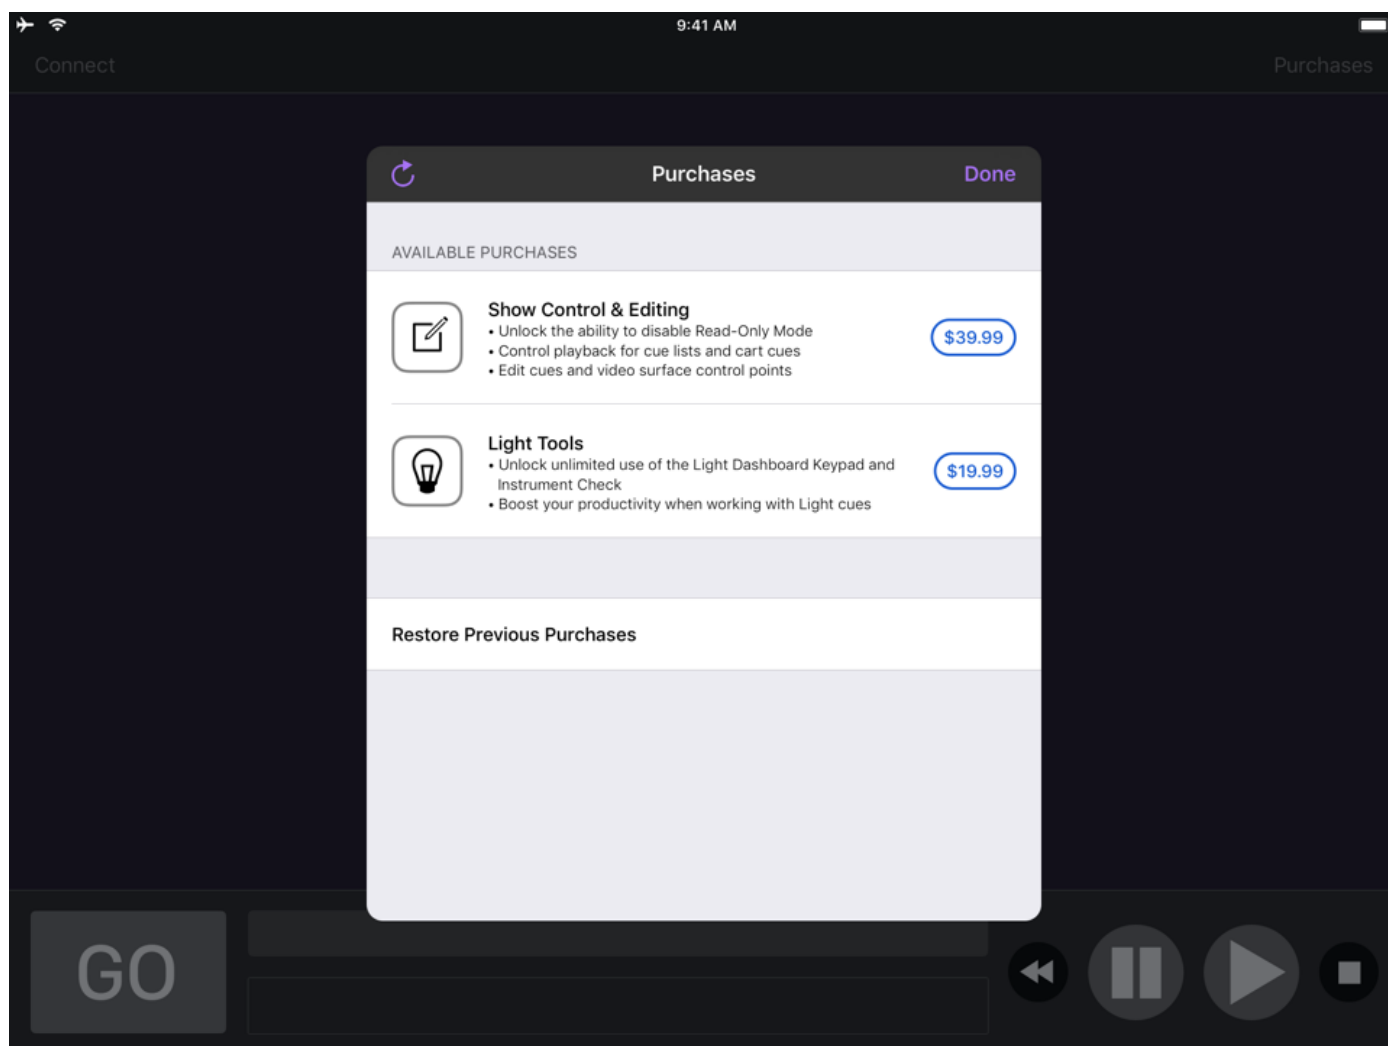 9:41 AM
Connect
Purchases
Purchases
Done
AVAILABLE PURCHASES
Show Control & Editing
• Unlock the ability to disable Read-Only Mode
• Control playback for cue lists and cart cues
• Edit cues and video surface control points
$39.99
Light Tools
• Unlock unlimited use of the Light Dashboard Keypad and
Instrument Check
• Boost your productivity when working with Light cues
$19.99
Restore Previous Purchases
GO